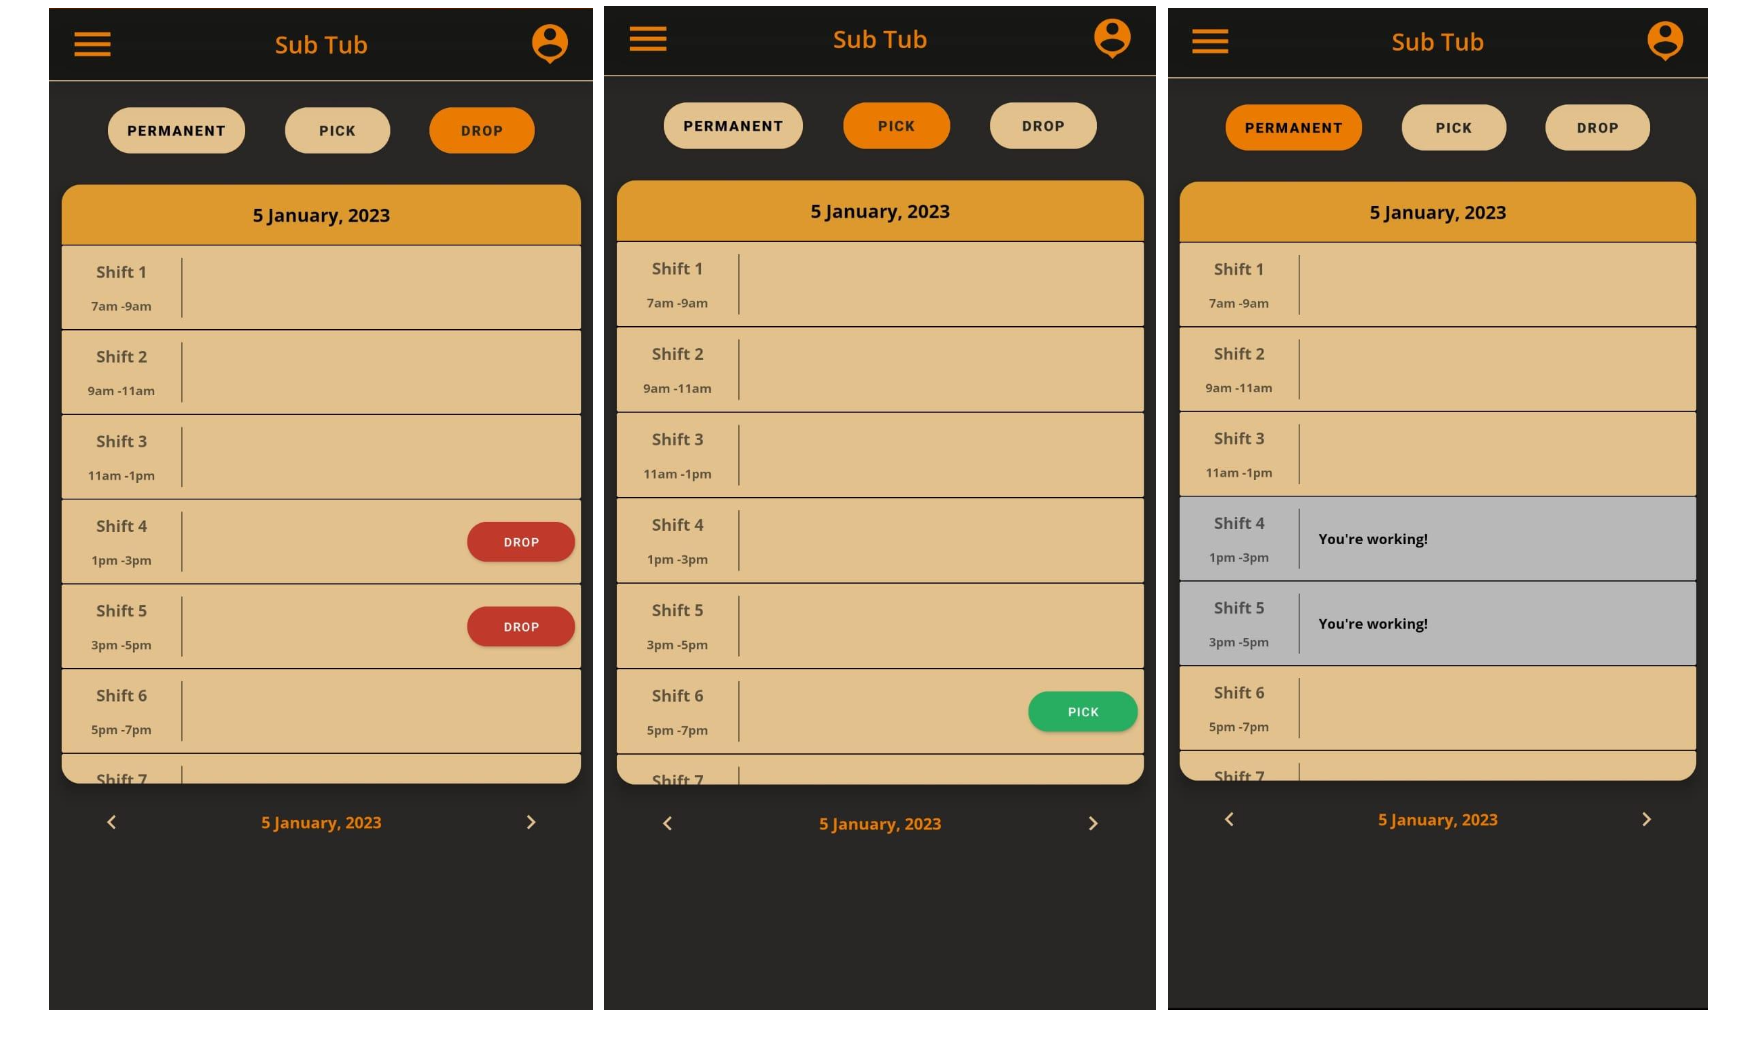 Sub Tub
PERMANENT PICK DROP
5 January, 2023
Shift 1
7am -9am
Shift 2
9am -11am
Shift 3
11am -1pm
Shift 4
DROP
1pm -3pm
Shift 5
DROP
3pm -5pm
Shift 6
5pm -7pm
Shift 7
5 January, 2023
Sub Tub
PERMANENT PICK DROP
5 January, 2023
Shift 1
7am -9am
Shift 2
9am -11am
Shift 3
11am -1pm
Shift 4
1pm -3pm
Shift 5
3pm -5pm
Shift 6
PICK
5pm -7pm
Shift 7
5 January, 2023
Sub Tub
PERMANENT PICK DROP
5 January, 2023
Shift 1
7am -9am
Shift 2
9am -11am
Shift 3
11am -1pm
Shift 4
You're working!
1pm -3pm
Shift 5
You're working!
3pm -5pm
Shift 6
5pm -7pm
Shift 7
5 January, 2023